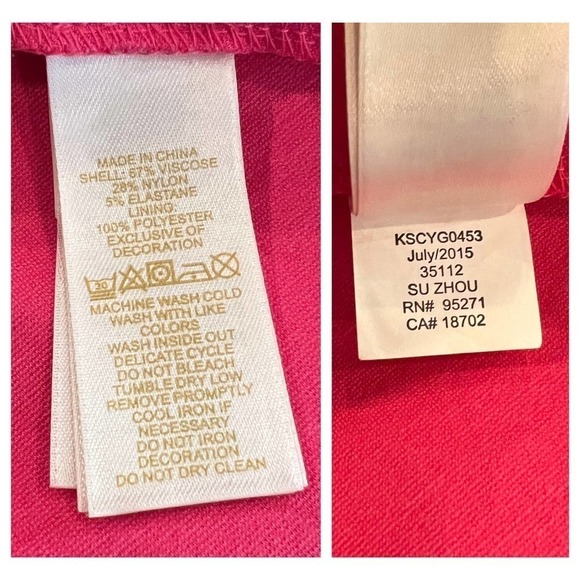 MADE IN CHINA
SHELL: 67% VISCOSE
28% NYLON
5% ELASTANE
LINING
100% POLYESTER
EXCLUSIVE OF
DECORATION
30
MACHINE WASH COLD
WASH WITH LIKE
COLORS
WASH INSIDE OUT
DELICATE CYCLE
DO NOT BLEACH
TUMBLE DRY LOW
REMOVE PROMPTLY
COOL IRON IF
NECESSARY
DO NOT IRON
DECORATION
DO NOT DRY CLEAN
KSCYG0453
July/2015
35112
SU ZHOU
RN# 95271
CA# 18702